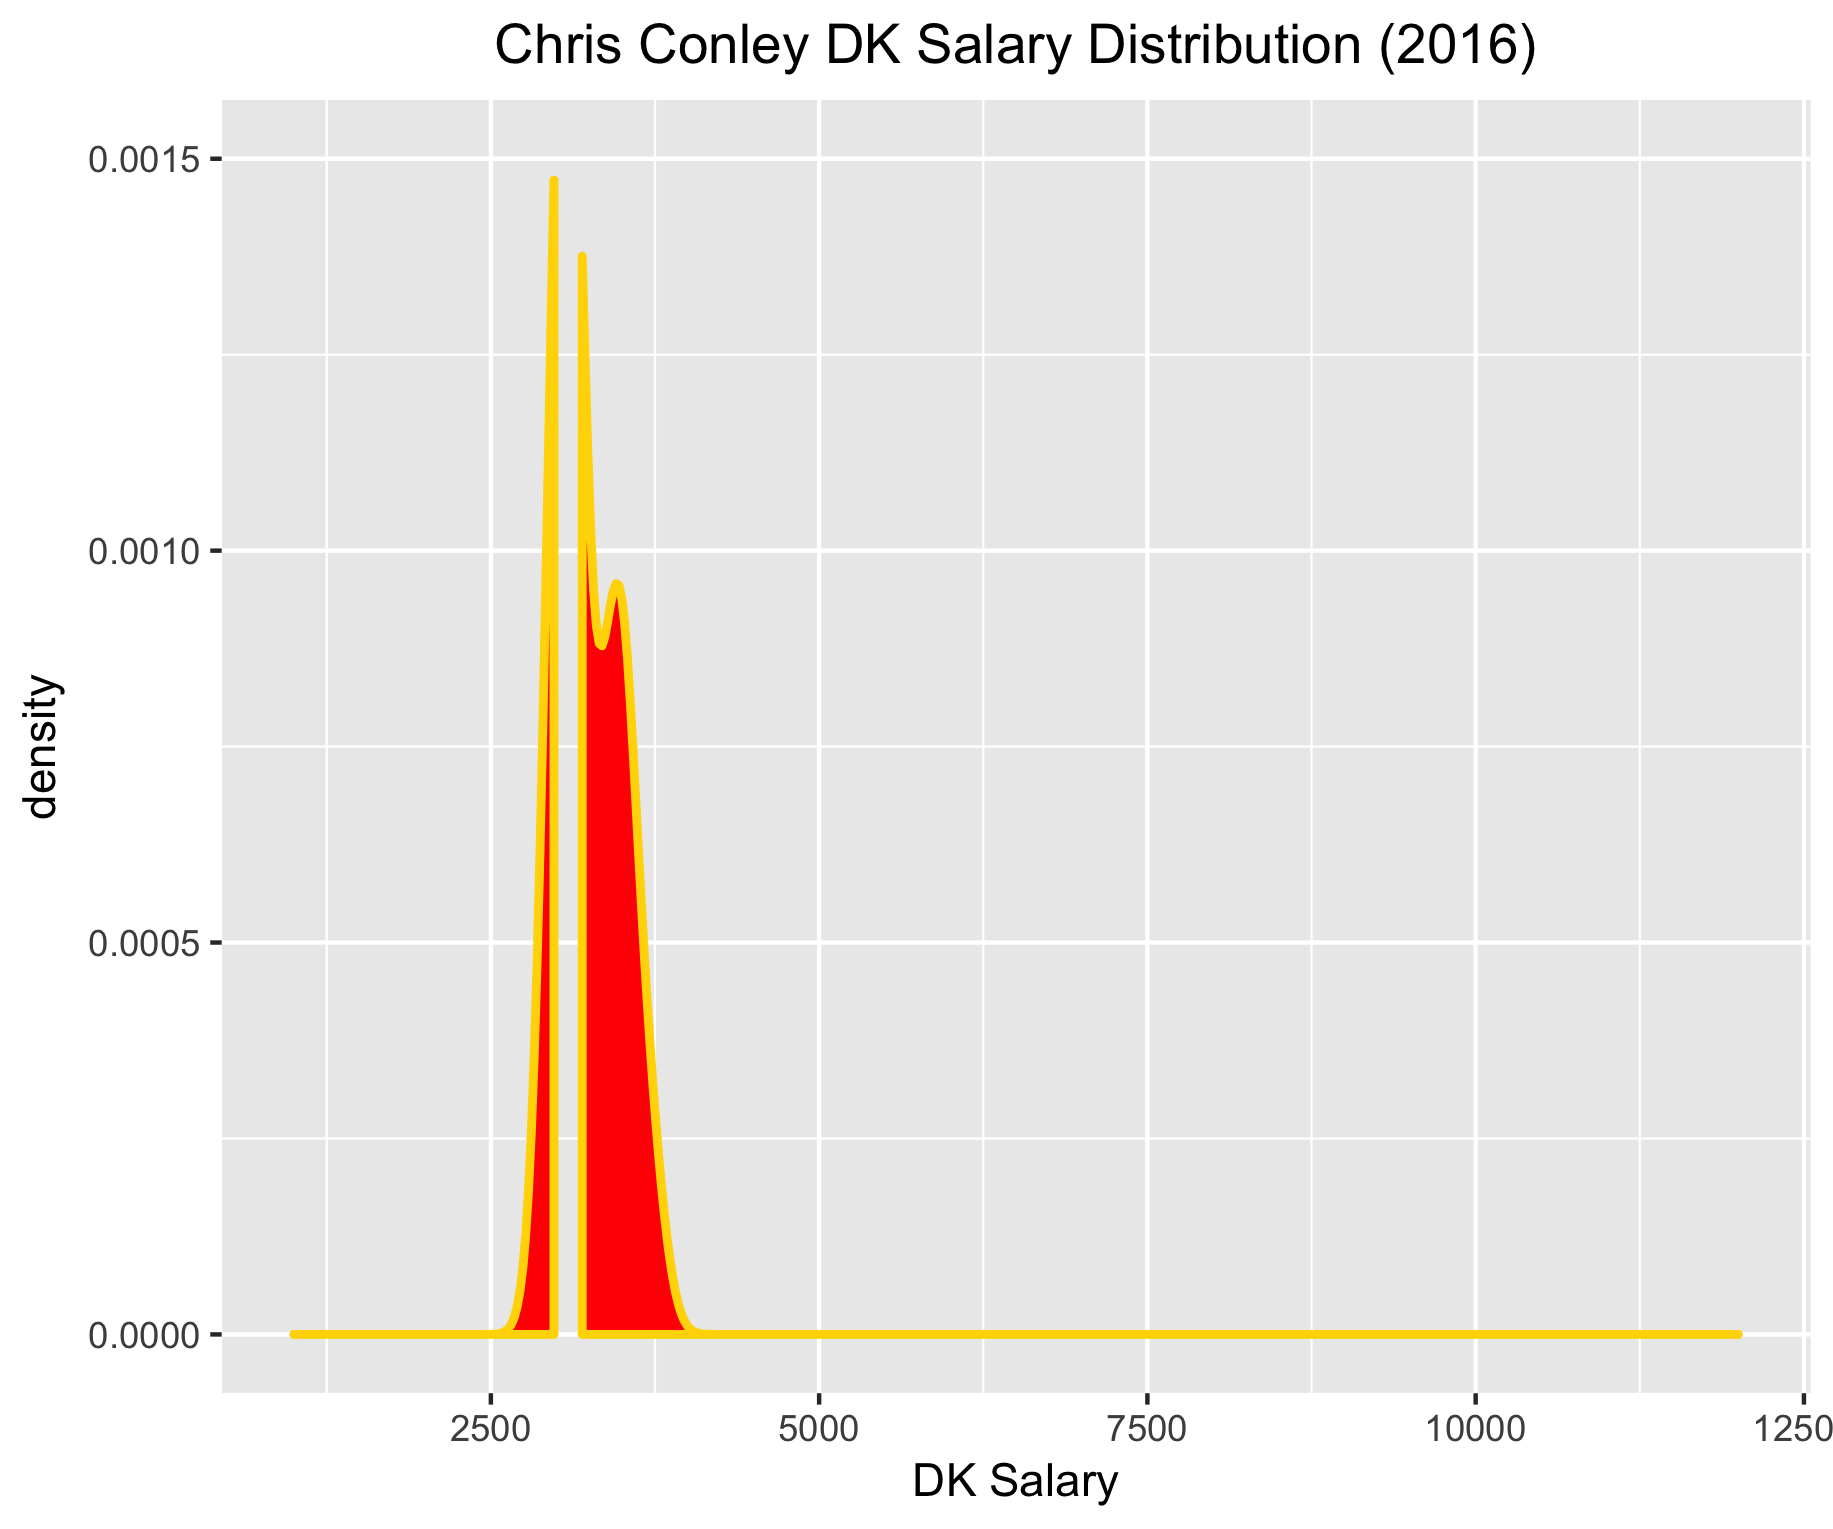 Chris Conley DK Salary Distribution (2016)
0.0015
0.0010
0.0005
0.0000
density
2500 5000 7500 10000 1250
DK Salary